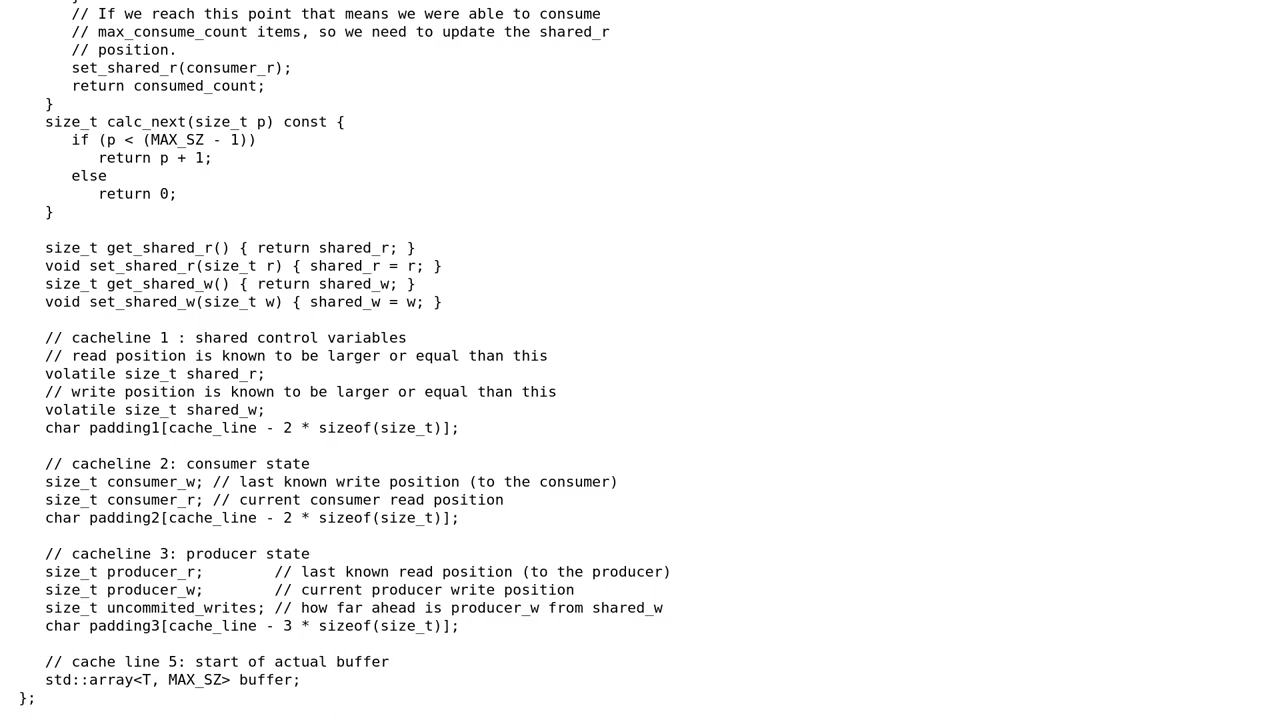 }
// If we reach this point that means we were able to consume
// max_consume_count items, so we need to update the shared_r
// position.
set_shared_r(consumer_r);
return consumed_count;
}
size_t calc_next(size_t p) const {
if (p < (MAX_SZ - 1))
return p + 1;
else
return 0;
}
size_t get_shared_r() { return shared_r; }
void set_shared_r(size_t r) { shared_r = r; }
size_t get_shared_w() { return shared_w; }
void set_shared_w(size_t w) { shared_w = w; }
// cacheline 1 : shared control variables
// read position is known to be larger or equal than this
volatile size_t shared_r;
// write position is known to be larger or equal than this
volatile size_t shared_w;
char padding1[cache_line - 2 * sizeof(size_t)];
// cacheline 2: consumer state
size_t consumer_w; // last known write position (to the consumer)
size_t consumer_r; // current consumer read position
char padding2[cache_line - 2 * sizeof(size_t)];
// cacheline 3: producer state
size_t producer_r;        // last known read position (to the producer)
size_t producer_w;        // current producer write position
size_t uncommited_writes; // how far ahead is producer_w from shared_w
char padding3[cache_line - 3 * sizeof(size_t)];
// cache line 5: start of actual buffer
std::array<T, MAX_SZ> buffer;
};